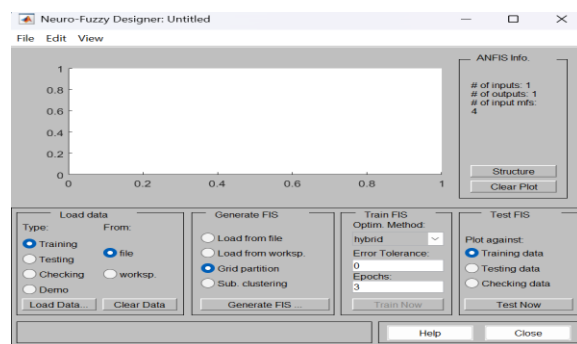 Neuro-Fuzzy Designer: Untitled
File Edit View
1
0.8
0.6
0.4
0.2
0
0 0.2 0.4 0.6 0.8 1
ANFIS Info.
# of inputs: 1
# of outputs: 1
# of input mfs:
4
Structure
Clear Plot
Load data
Type: From:
Training
Testing
Checking
Demo
file
worksp.
Load Data... Clear Data
Generate FIS
Load from file
Load from worksp.
Grid partition
Sub. clustering
Generate FIS ...
Train FIS
Optim. Method:
hybrid
Error Tolerance:
0
Epochs:
3
Train Now
Test FIS
Plot against:
Training data
Testing data
Checking data
Test Now
Help Close